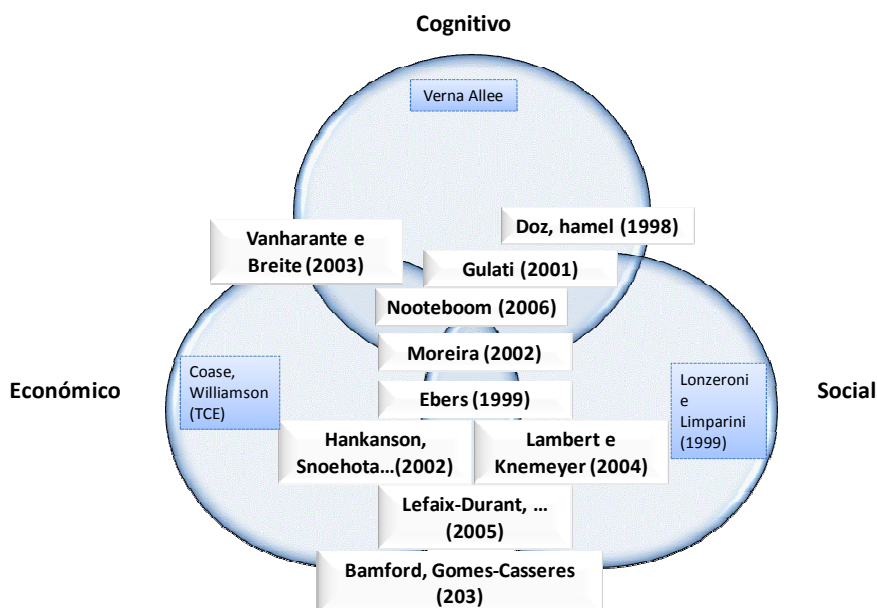 Cognitivo
Verna Allee
Doz, hamel (1998)
Vanharante e
Breite (2003)
Gulati (2001)
Nooteboom (2006)
Moreira (2002)
Económico
Coase,
Williamson
(TCE)
Ebers (1999)
Lonzeroni
e
Limparini
(1999)
Social
Hankanson,
Snoehota...(2002)
Lambert e
Knemeyer (2004)
Lefaix-Durant, ...
(2005)
Bamford, Gomes-Casseres
(203)